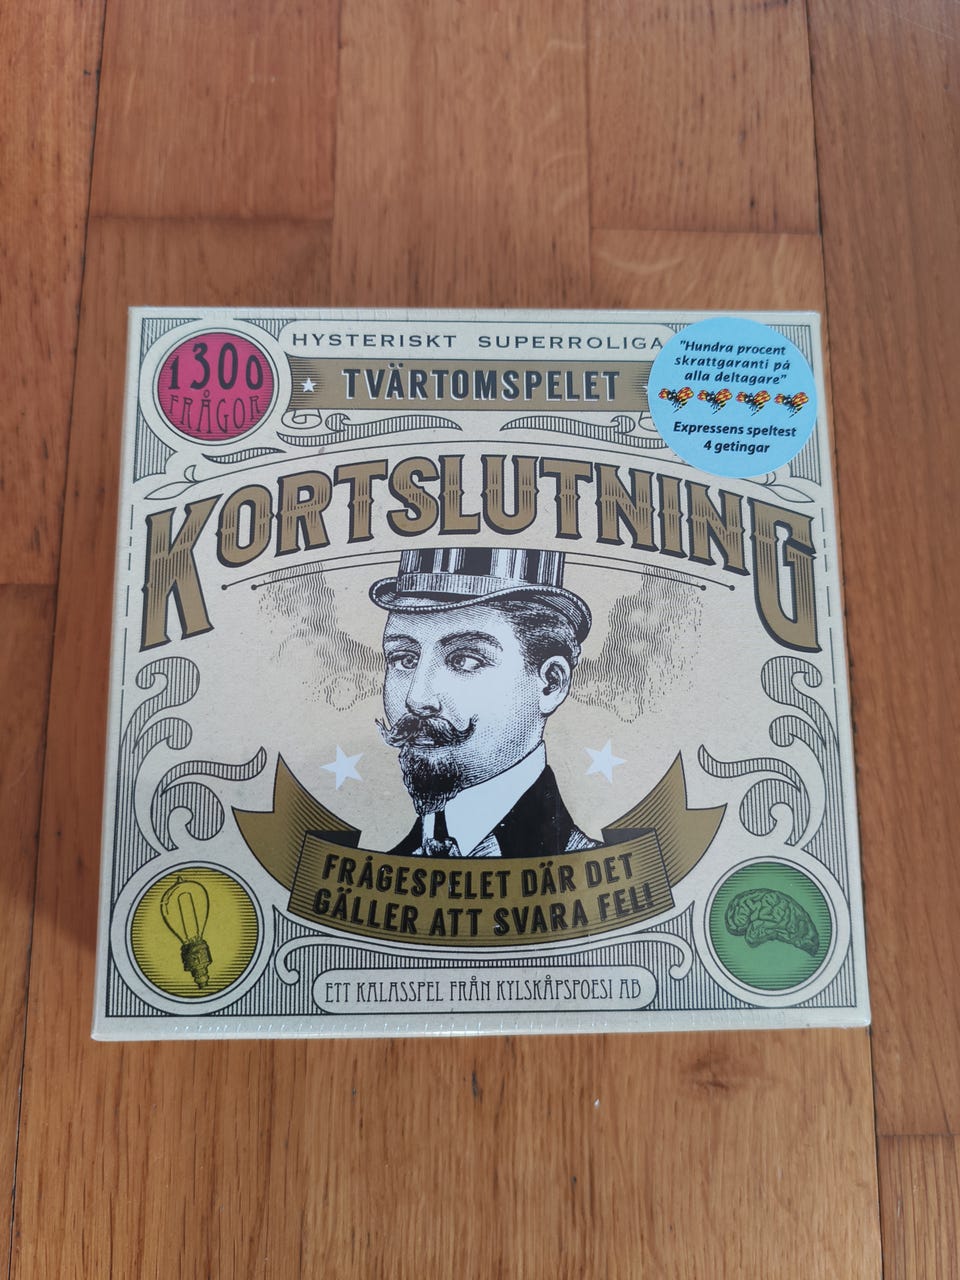 1300
FRÅGOR
HYSTERISKT SUPERROLIGA
TVÄRTOMSPELET
"Hundra procent
skrattgaranti på
alla deltagare"
Expressens speltest
4 getingar
KORTSLUTNING
FRÅGESPELET DÄR DET
GÄLLER ATT SVARA FEL!
ETT KALASSPEL FRÅN KYLSKÅPSPOESI AB